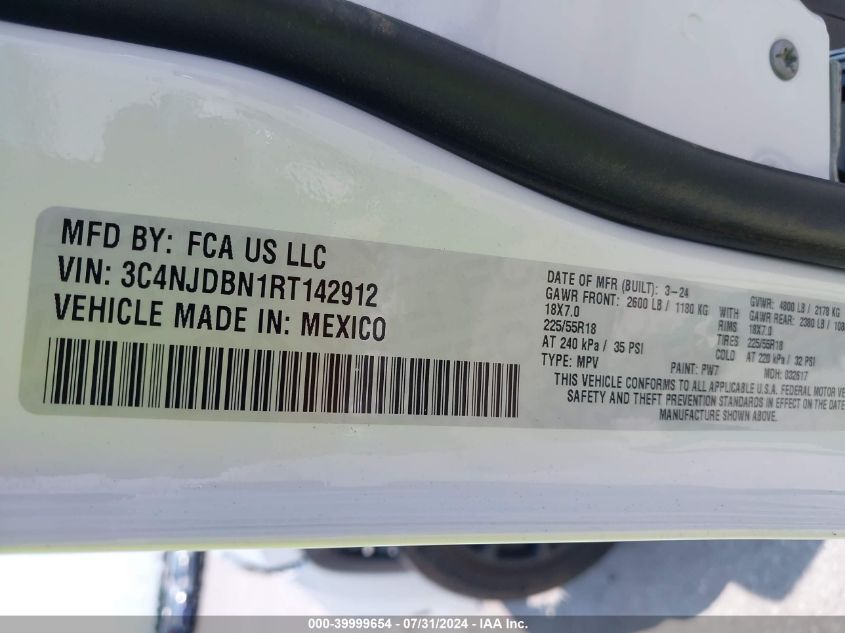 MFD BY: FCA US LLC
VIN: 3C4NJDBN1RT142912
VEHICLE MADE IN: MEXICO
DATE OF MFR (BUILT): 3-24
GVWR: 4800 LB / 2178 KG
GAWR FRONT: 2600 LB / 1180 KG WITH GAWR REAR: 2380 LB /
18X7.0 RIMS 18X7.0
225/55R18 TIRES 225/55R18
AT 240 kPa / 35 PSI COLD AT 220 kPa / 32 PSI
TYPE: MPV PAINT: PW7 MDH: 032617
THIS VEHICLE CONFORMS TO ALL APPLICABLE U.S.A. FEDERAL MOTOR
SAFETY AND THEFT PREVENTION STANDARDS IN EFFECT ON THE DATE
MANUFACTURE SHOWN ABOVE.
000-39999654 - 07/31/2024 - IAA Inc.